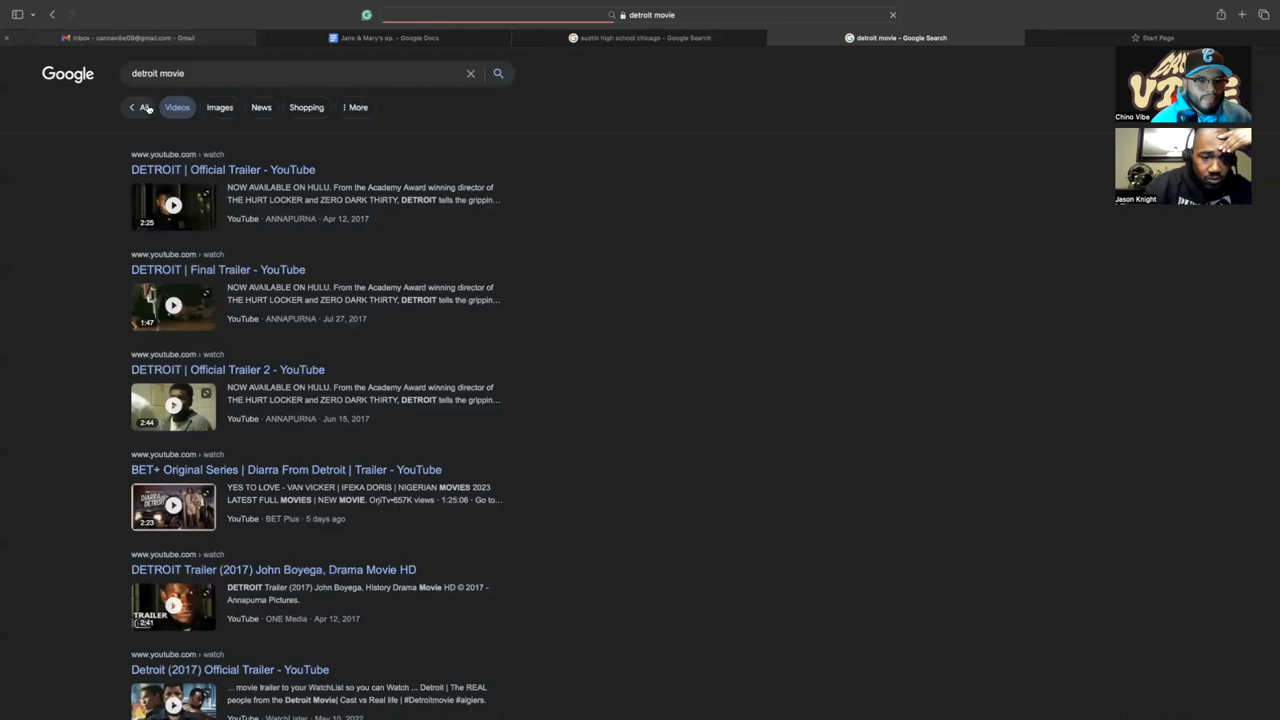 detroit movie
Inbox - cannavibe09@gmail.com - Gmail
Jane & Mary's ap. - Google Docs
austin high school chicago - Google Search
detroit movie - Google Search
Start Page
Google
detroit movie
All
Videos
Images
News
Shopping
More
Chino Vibe
Jason Knight
www.youtube.com › watch
DETROIT | Official Trailer - YouTube
NOW AVAILABLE ON HULU. From the Academy Award winning director of
THE HURT LOCKER and ZERO DARK THIRTY, DETROIT tells the grippin...
2:25
YouTube · ANNAPURNA · Apr 12, 2017
www.youtube.com › watch
DETROIT | Final Trailer - YouTube
NOW AVAILABLE ON HULU. From the Academy Award winning director of
THE HURT LOCKER and ZERO DARK THIRTY, DETROIT tells the grippin...
1:47
YouTube · ANNAPURNA · Jul 27, 2017
www.youtube.com › watch
DETROIT | Official Trailer 2 - YouTube
NOW AVAILABLE ON HULU. From the Academy Award winning director of
THE HURT LOCKER and ZERO DARK THIRTY, DETROIT tells the grippin...
2:44
YouTube · ANNAPURNA · Jun 15, 2017
www.youtube.com › watch
BET+ Original Series | Diarra From Detroit | Trailer - YouTube
YES TO LOVE - VAN VICKER | IFEKA DORIS | NIGERIAN MOVIES 2023
LATEST FULL MOVIES | NEW MOVIE. OrjiTv•657K views · 1:25:06 · Go to...
2:23
YouTube · BET Plus · 5 days ago
www.youtube.com › watch
DETROIT Trailer (2017) John Boyega, Drama Movie HD
DETROIT Trailer (2017) John Boyega, History Drama Movie HD © 2017 -
Annapurna Pictures.
TRAILER
2:41
YouTube · ONE Media · Apr 12, 2017
www.youtube.com › watch
Detroit (2017) Official Trailer - YouTube
... movie trailer to your WatchList so you can Watch ... Detroit | The REAL
people from the Detroit Movie| Cast vs Real life | #Detroitmovie #algiers.
YouTube · WatchLister · May 10, 2022